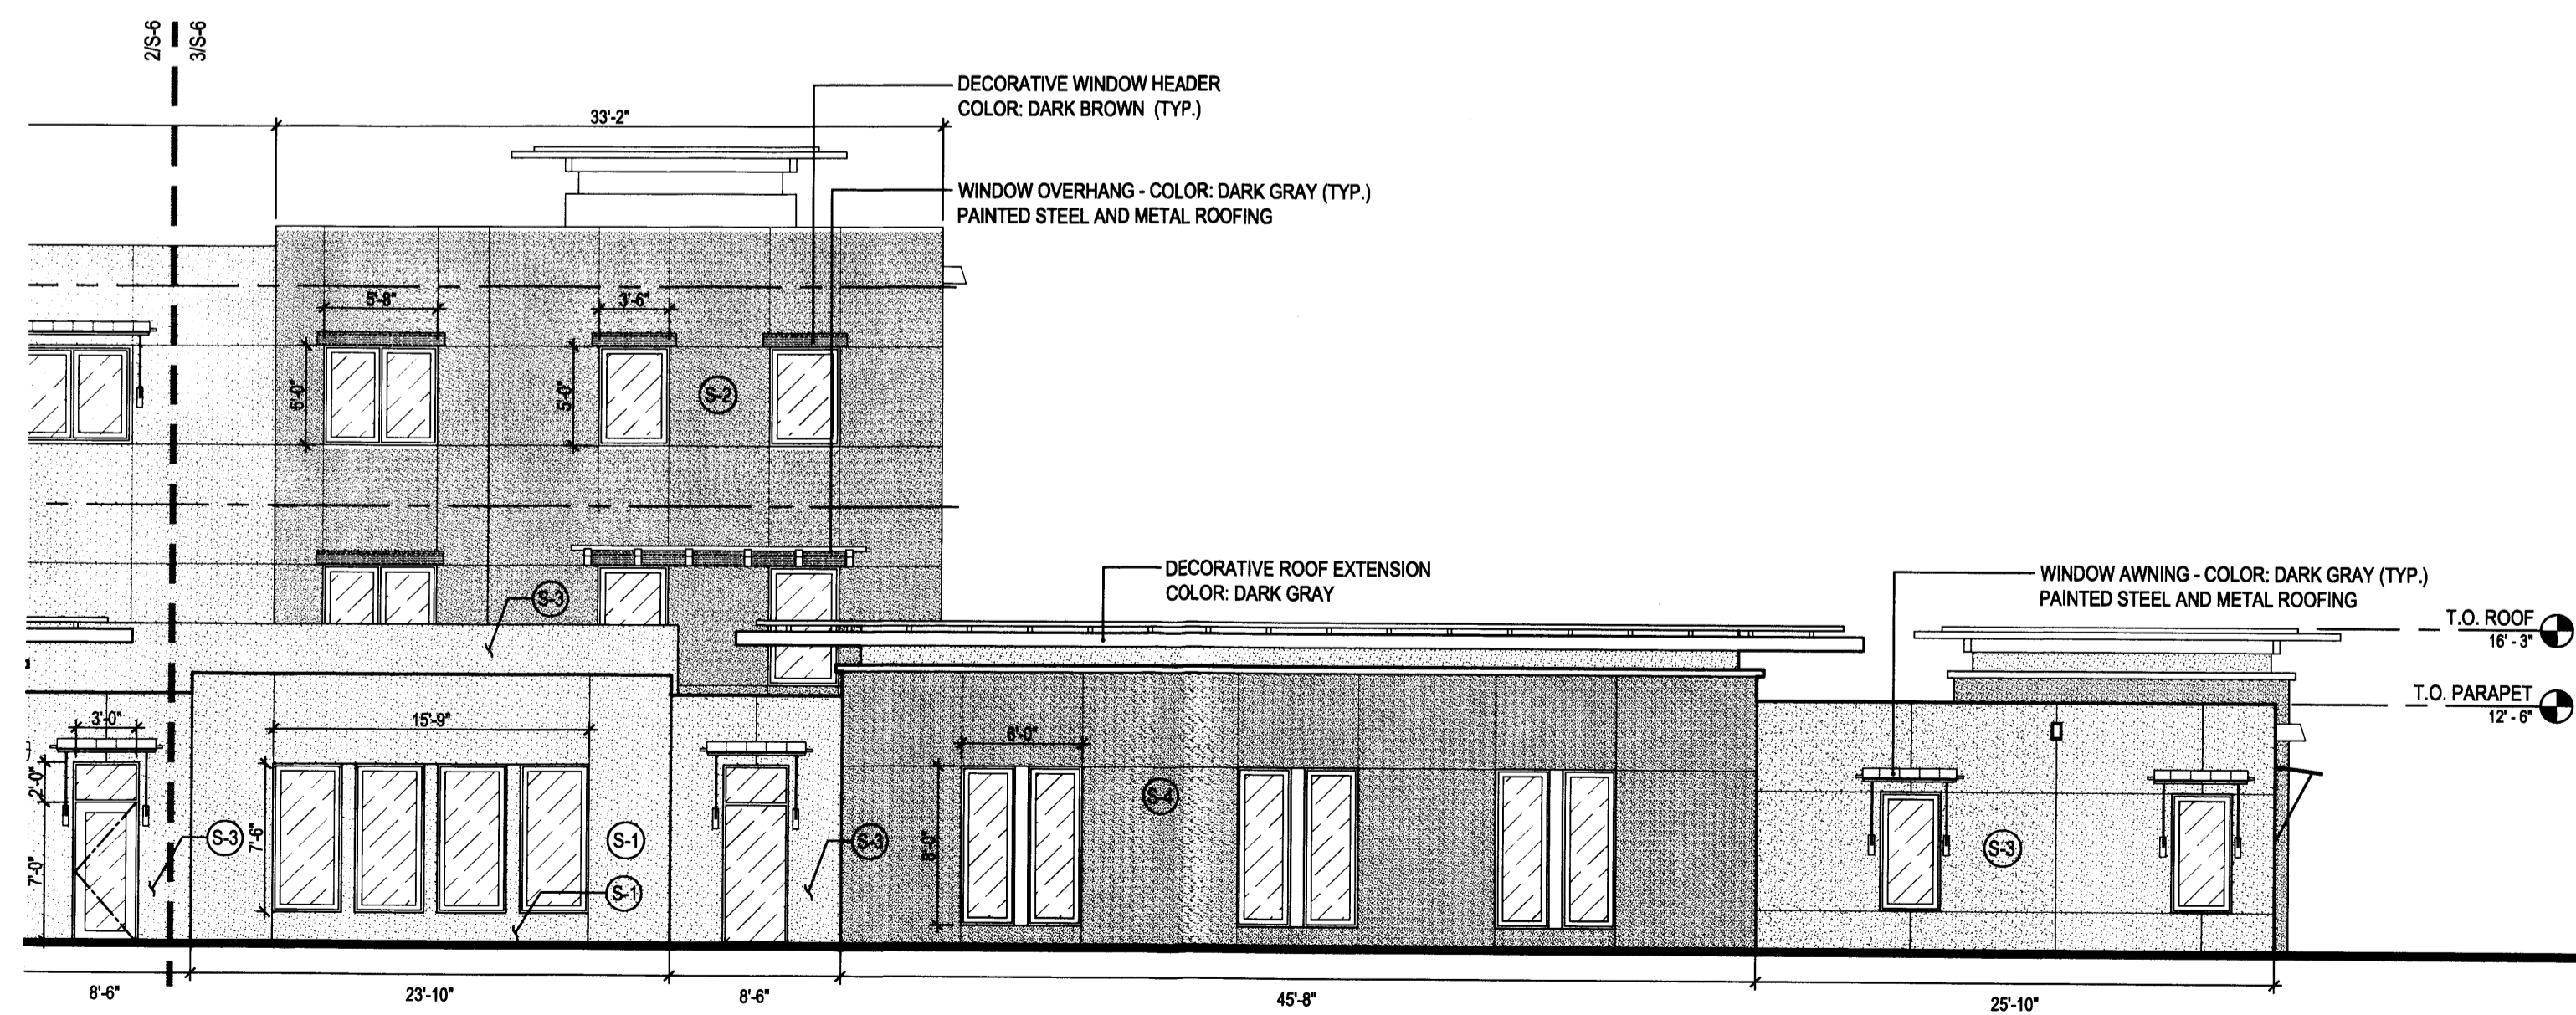 2/S-6
3/S-6
DECORATIVE WINDOW HEADER
COLOR: DARK BROWN (TYP.)
33'-2"
WINDOW OVERHANG - COLOR: DARK GRAY (TYP.)
PAINTED STEEL AND METAL ROOFING
5'-8"
3'-6"
5'-0"
S-2
DECORATIVE ROOF EXTENSION
COLOR: DARK GRAY
WINDOW AWNING - COLOR: DARK GRAY (TYP.)
PAINTED STEEL AND METAL ROOFING
S-3
T.O. ROOF
16' - 3"
T.O. PARAPET
12' - 6"
3'-0"
15'-9"
2'-0"
S-4
7'-6"
S-3
S-1
S-3
8'-0"
S-3
7'-0"
S-1
8'-6"
23'-10"
8'-6"
45'-8"
25'-10"